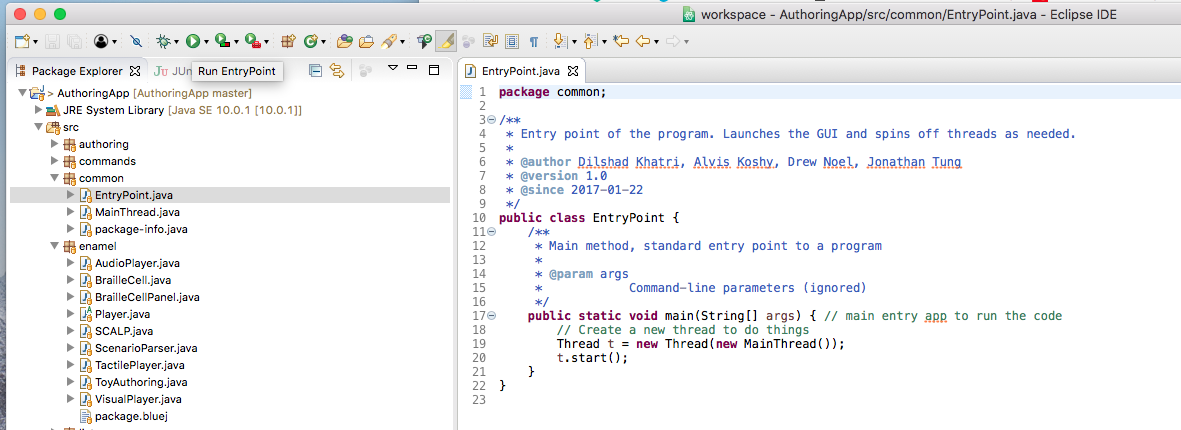 workspace - AuthoringApp/src/common/EntryPoint.java - Eclipse IDE
Package Explorer
JU JUn
Run EntryPoint
> AuthoringApp [AuthoringApp master]
JRE System Library [Java SE 10.0.1 [10.0.1]]
src
authoring
commands
common
EntryPoint.java
MainThread.java
package-info.java
enamel
AudioPlayer.java
BrailleCell.java
BrailleCellPanel.java
Player.java
SCALP.java
ScenarioParser.java
TactilePlayer.java
ToyAuthoring.java
VisualPlayer.java
package.bluej
EntryPoint.java
1 package common;
2
3 /**
4 * Entry point of the program. Launches the GUI and spins off threads as needed.
5 *
6 * @author Dilshad Khatri, Alvis Koshy, Drew Noel, Jonathan Tung
7 * @version 1.0
8 * @since 2017-01-22
9 */
10 public class EntryPoint {
11 /**
12 * Main method, standard entry point to a program
13 *
14 * @param args
15 * Command-line parameters (ignored)
16 */
17 public static void main(String[] args) { // main entry app to run the code
18 // Create a new thread to do things
19 Thread t = new Thread(new MainThread());
20 t.start();
21 }
22 }
23